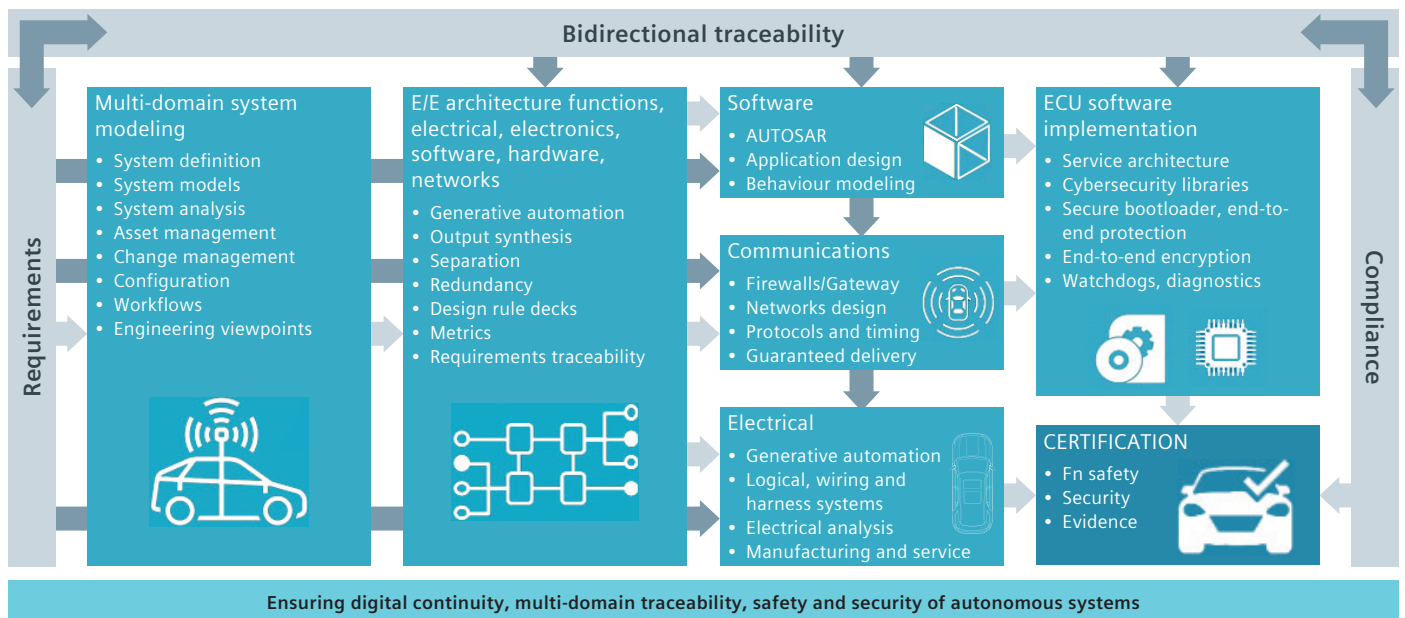 Bidirectional traceability
Requirements
Multi-domain system
modeling
• System definition
• System models
• System analysis
• Asset management
• Change management
• Configuration
• Workflows
• Engineering viewpoints
E/E architecture functions,
electrical, electronics,
software, hardware,
networks
• Generative automation
• Output synthesis
• Separation
• Redundancy
• Design rule decks
• Metrics
• Requirements traceability
Software
• AUTOSAR
• Application design
• Behaviour modeling
Communications
• Firewalls/Gateway
• Networks design
• Protocols and timing
• Guaranteed delivery
Electrical
• Generative automation
• Logical, wiring and
harness systems
• Electrical analysis
• Manufacturing and service
ECU software
implementation
• Service architecture
• Cybersecurity libraries
• Secure bootloader, end-to-
end protection
• End-to-end encryption
• Watchdogs, diagnostics
CERTIFICATION
• Fn safety
• Security
• Evidence
Compliance
Ensuring digital continuity, multi-domain traceability, safety and security of autonomous systems